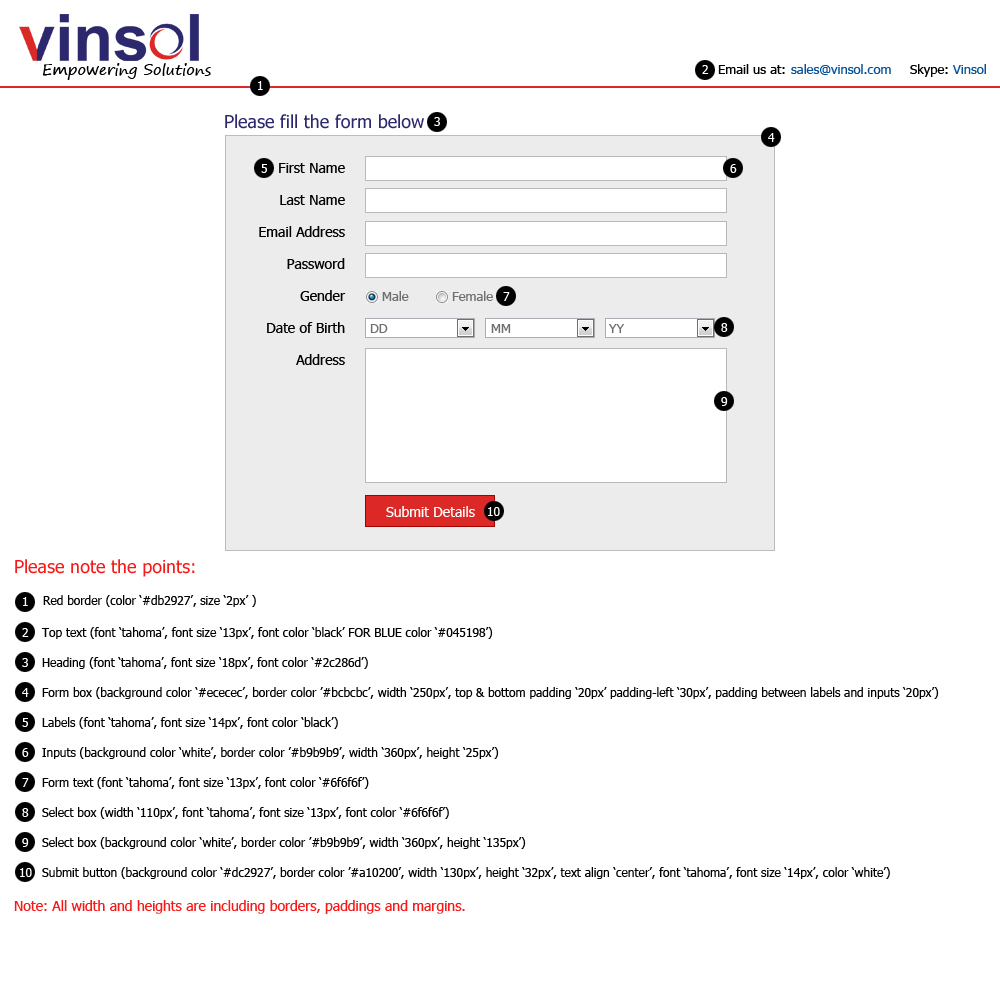 vinsol
Empowering Solutions
2 Email us at: sales@vinsol.com Skype: Vinsol
1
Please fill the form below 3
4
5 First Name 6
Last Name
Email Address
Password
Gender Male Female 7
Date of Birth DD MM YY 8
Address
9
Submit Details 10
Please note the points:
1 Red border (color ‘#db2927’, size ‘2px’ )
2 Top text (font ‘tahoma’, font size ‘13px’, font color ‘black’ FOR BLUE color ‘#045198’)
3 Heading (font ‘tahoma’, font size ‘18px’, font color ‘#2c286d’)
4 Form box (background color ‘#ececec’, border color ’#bcbcbc’, width ‘250px’, top & bottom padding ‘20px’ padding-left ‘30px’, padding between labels and inputs ‘20px’)
5 Labels (font ‘tahoma’, font size ‘14px’, font color ‘black’)
6 Inputs (background color ‘white’, border color ’#b9b9b9’, width ‘360px’, height ‘25px’)
7 Form text (font ‘tahoma’, font size ‘13px’, font color ‘#6f6f6f’)
8 Select box (width ‘110px’, font ‘tahoma’, font size ‘13px’, font color ‘#6f6f6f’)
9 Select box (background color ‘white’, border color ’#b9b9b9’, width ‘360px’, height ‘135px’)
10 Submit button (background color ‘#dc2927’, border color ’#a10200’, width ‘130px’, height ‘32px’, text align ‘center’, font ‘tahoma’, font size ‘14px’, color ‘white’)
Note: All width and heights are including borders, paddings and margins.